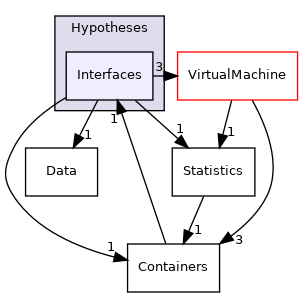 Hypotheses
Interfaces
3
VirtualMachine
1
1
1
1
Data
Statistics
1
1
3
Containers